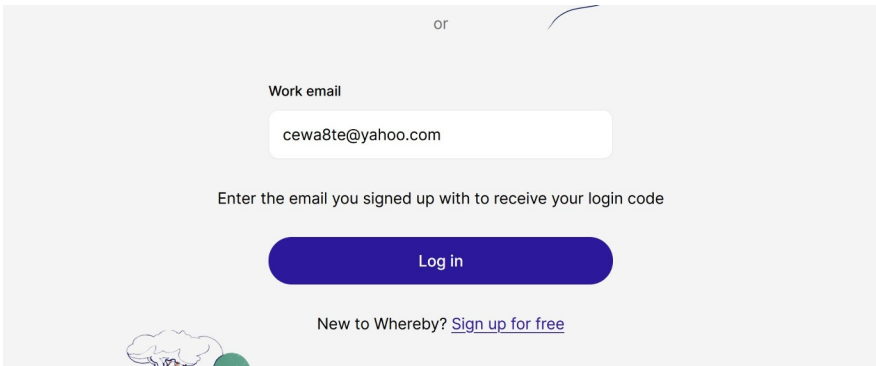 or
Work email
cewa8te@yahoo.com
Enter the email you signed up with to receive your login code
Log in
New to Whereby? Sign up for free